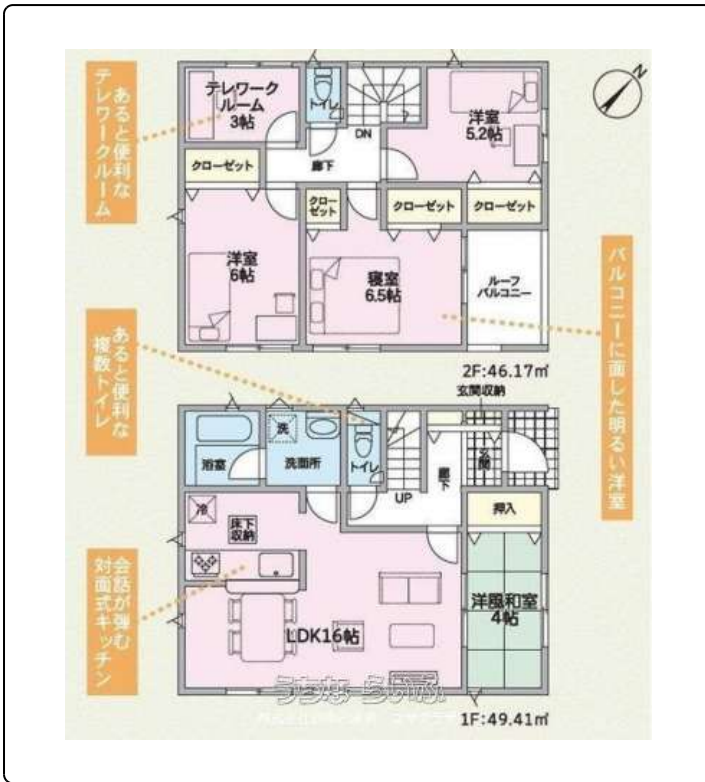 N
あると便利な
テレワークルーム
テレワーク
ルーム
3帖
トイレ
DN
洋室
5.2帖
クローゼット
廊下
クロー
ゼット
クローゼット
クローゼット
洋室
6帖
寝室
6.5帖
ルーフ
バルコニー
バルコニーに面した明るい洋室
2F:46.17㎡
あると便利な
複数トイレ
玄関収納
浴室
洗
洗面所
トイレ
UP
廊下
玄関
押入
冷
床下
収納
会話が弾む
対面式キッチン
洋風和室
4帖
LDK16帖
うちなーらいふ
1F:49.41㎡